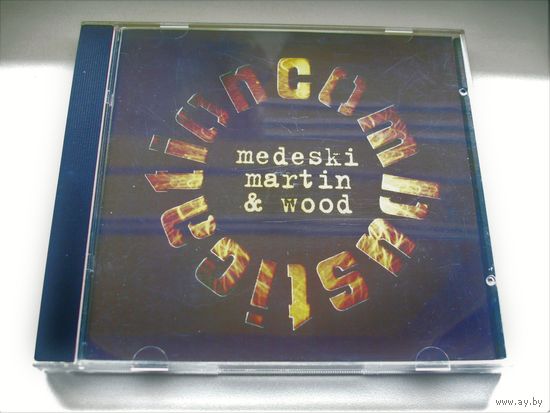 combustication
medeski
martin
& wood
www.ay.by